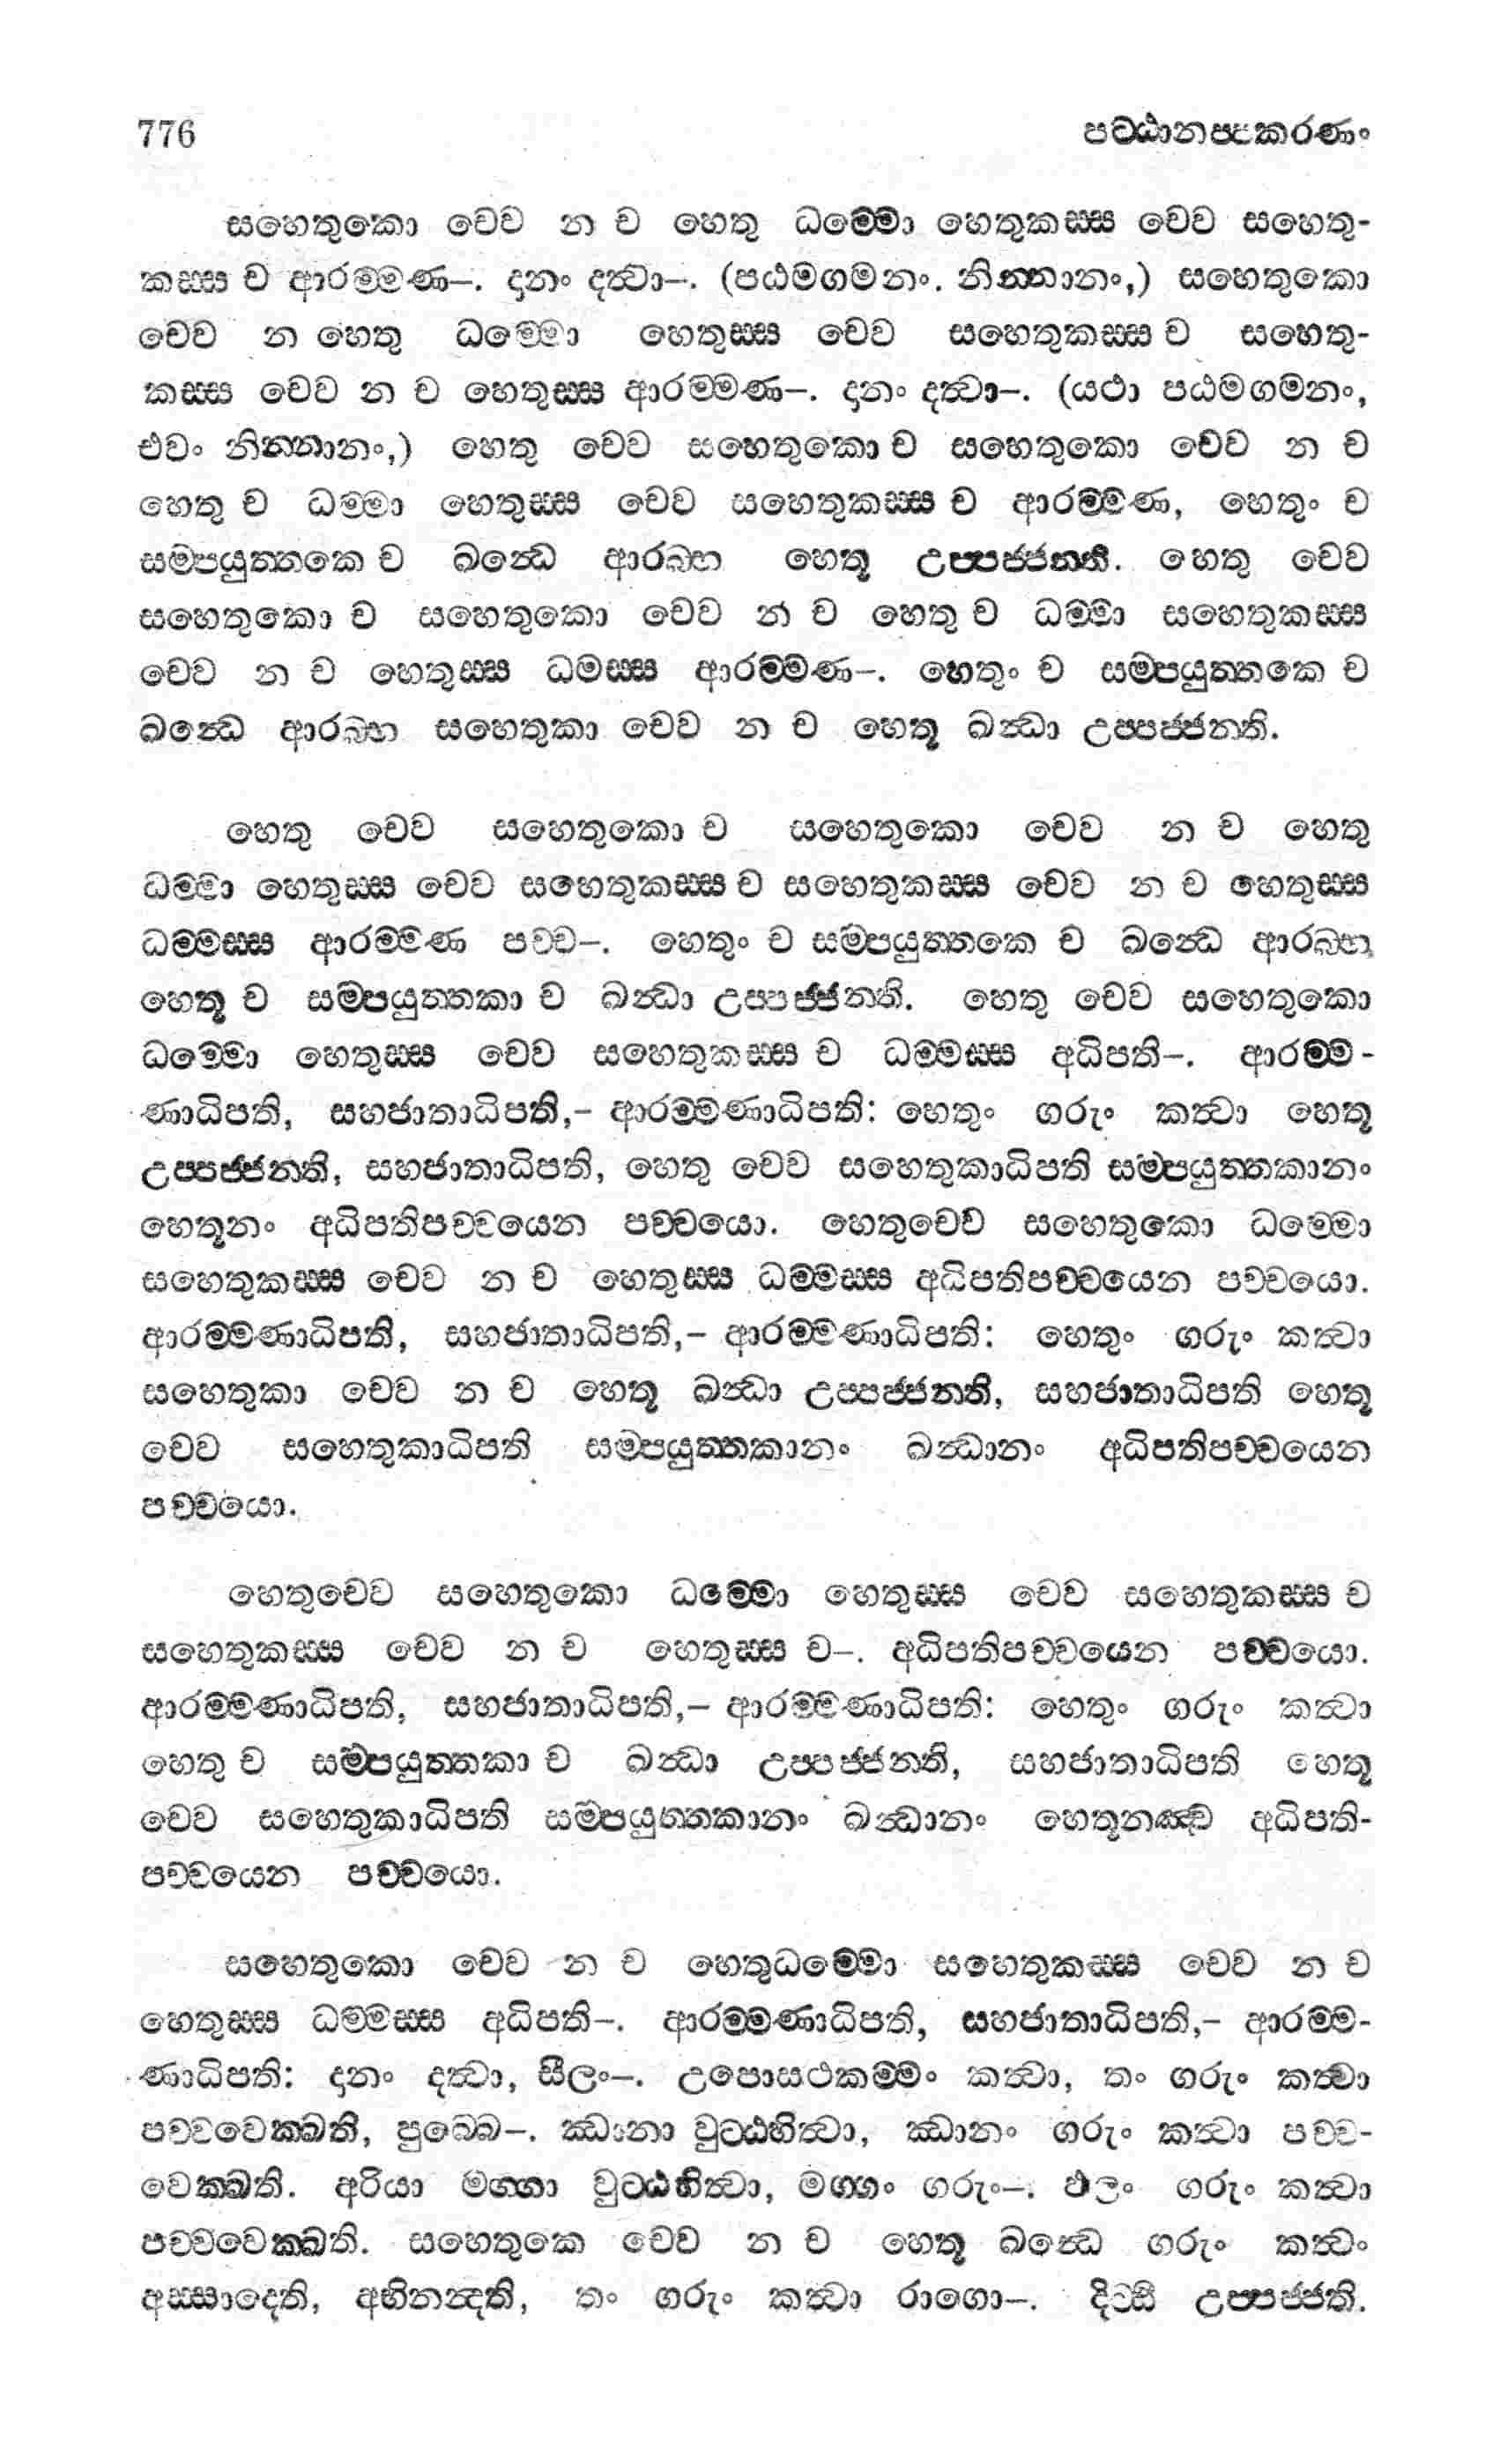 776 පට්ඨානප්පකරණං
සහෙතුකො චෙව න ච හෙතු ධම්මො හෙතුකස්ස චෙව සහෙතු-
කස්ස ච ආරම්මණ–. දානං දත්වා–. (පඨමගමනං. නින්නානං,) සහෙතුකො
චෙව න හෙතු ධම්මො හෙතුස්ස චෙව සහෙතුකස්ස ච සහෙතු-
කස්ස චෙව න ච හෙතුස්ස ආරම්මණ–. දානං දත්වා–. (යථා පඨමගමනං,
එවං නින්නානං,) හෙතු චෙව සහෙතුකො ච සහෙතුකො චෙව න ච
හෙතු ච ධම්මා හෙතුස්ස චෙව සහෙතුකස්ස ච ආරම්මණ, හෙතුං ච
සම්පයුත්තකෙ ච ඛන්ධෙ ආරබ්භ හෙතූ උප්පජ්ජන්ති. හෙතු චෙව
සහෙතුකො ච සහෙතුකො චෙව න ච හෙතු ච ධම්මා සහෙතුකස්ස
චෙව න ච හෙතුස්ස ධමස්ස ආරම්මණ–. හෙතුං ච සම්පයුත්තකෙ ච
ඛන්ධෙ ආරබ්භ සහෙතුකා චෙව න ච හෙතූ ඛන්ධා උප්පජ්ජන්ති.
හෙතු චෙව සහෙතුකො ච සහෙතුකො චෙව න ච හෙතු
ධම්මා හෙතුස්ස චෙව සහෙතුකස්ස ච සහෙතුකස්ස චෙව න ච හෙතුස්ස
ධම්මස්ස ආරම්මණ පච්ච–. හෙතුං ච සම්පයුත්තකෙ ච ඛන්ධෙ ආරබ්භ
හෙතූ ච සම්පයුත්තකා ච ඛන්ධා උප්පජ්ජන්ති. හෙතු චෙව සහෙතුකො
ධම්මො හෙතුස්ස චෙව සහෙතුකස්ස ච ධම්මස්ස අධිපති–. ආරම්ම-
ණාධිපති, සහජාතාධිපති,– ආරම්මණාධිපති: හෙතුං ගරුං කත්වා හෙතූ
උප්පජ්ජන්ති, සහජාතාධිපති, හෙතු චෙව සහෙතුකාධිපති සම්පයුත්තකානං
හෙතූනං අධිපතිපච්චයෙන පච්චයො. හෙතුචෙව සහෙතුකො ධම්මො
සහෙතුකස්ස චෙව න ච හෙතුස්ස ධම්මස්ස අධිපතිපච්චයෙන පච්චයො.
ආරම්මණාධිපති, සහජාතාධිපති,– ආරම්මණාධිපති: හෙතුං ගරුං කත්වා
සහෙතුකා චෙව න ච හෙතූ ඛන්ධා උප්පජ්ජන්ති, සහජාතාධිපති හෙතූ
චෙව සහෙතුකාධිපති සම්පයුත්තකානං ඛන්ධානං අධිපතිපච්චයෙන
පච්චයො.
හෙතුචෙව සහෙතුකො ධම්මො හෙතුස්ස චෙව සහෙතුකස්ස ච
සහෙතුකස්ස චෙව න ච හෙතුස්ස ච–. අධිපතිපච්චයෙන පච්චයො.
ආරම්මණාධිපති, සහජාතාධිපති,– ආරම්මණාධිපති: හෙතුං ගරුං කත්වා
හෙතු ච සම්පයුත්තකා ච ඛන්ධා උප්පජ්ජන්ති, සහජාතාධිපති හෙතූ
චෙව සහෙතුකාධිපති සම්පයුත්තකානං ඛන්ධානං හෙතූනඤ්ච අධිපති-
පච්චයෙන පච්චයො.
සහෙතුකො චෙව න ච හෙතුධම්මො සහෙතුකස්ස චෙව න ච
හෙතුස්ස ධම්මස්ස අධිපති–. ආරම්මණාධිපති, සහජාතාධිපති,– ආරම්ම-
ණාධිපති: දානං දත්වා, සීලං–. උපොසථකම්මං කත්වා, තං ගරුං කත්වා
පච්චවෙක්ඛති, පුබ්බෙ–. ඣානා වුට්ඨහිත්වා, ඣානං ගරුං කත්වා පච්ච-
වෙක්ඛති. අරියා මග්ගා වුට්ඨහිත්වා, මග්ගං ගරුං–. ඵලං ගරුං කත්වා
පච්චවෙක්ඛති. සහෙතුකෙ චෙව න ච හෙතූ ඛන්ධෙ ගරුං කත්වං
අස්සාදෙති, අභිනන්දති, තං ගරුං කත්වා රාගො–. දිට්ඨි උප්පජ්ජති.